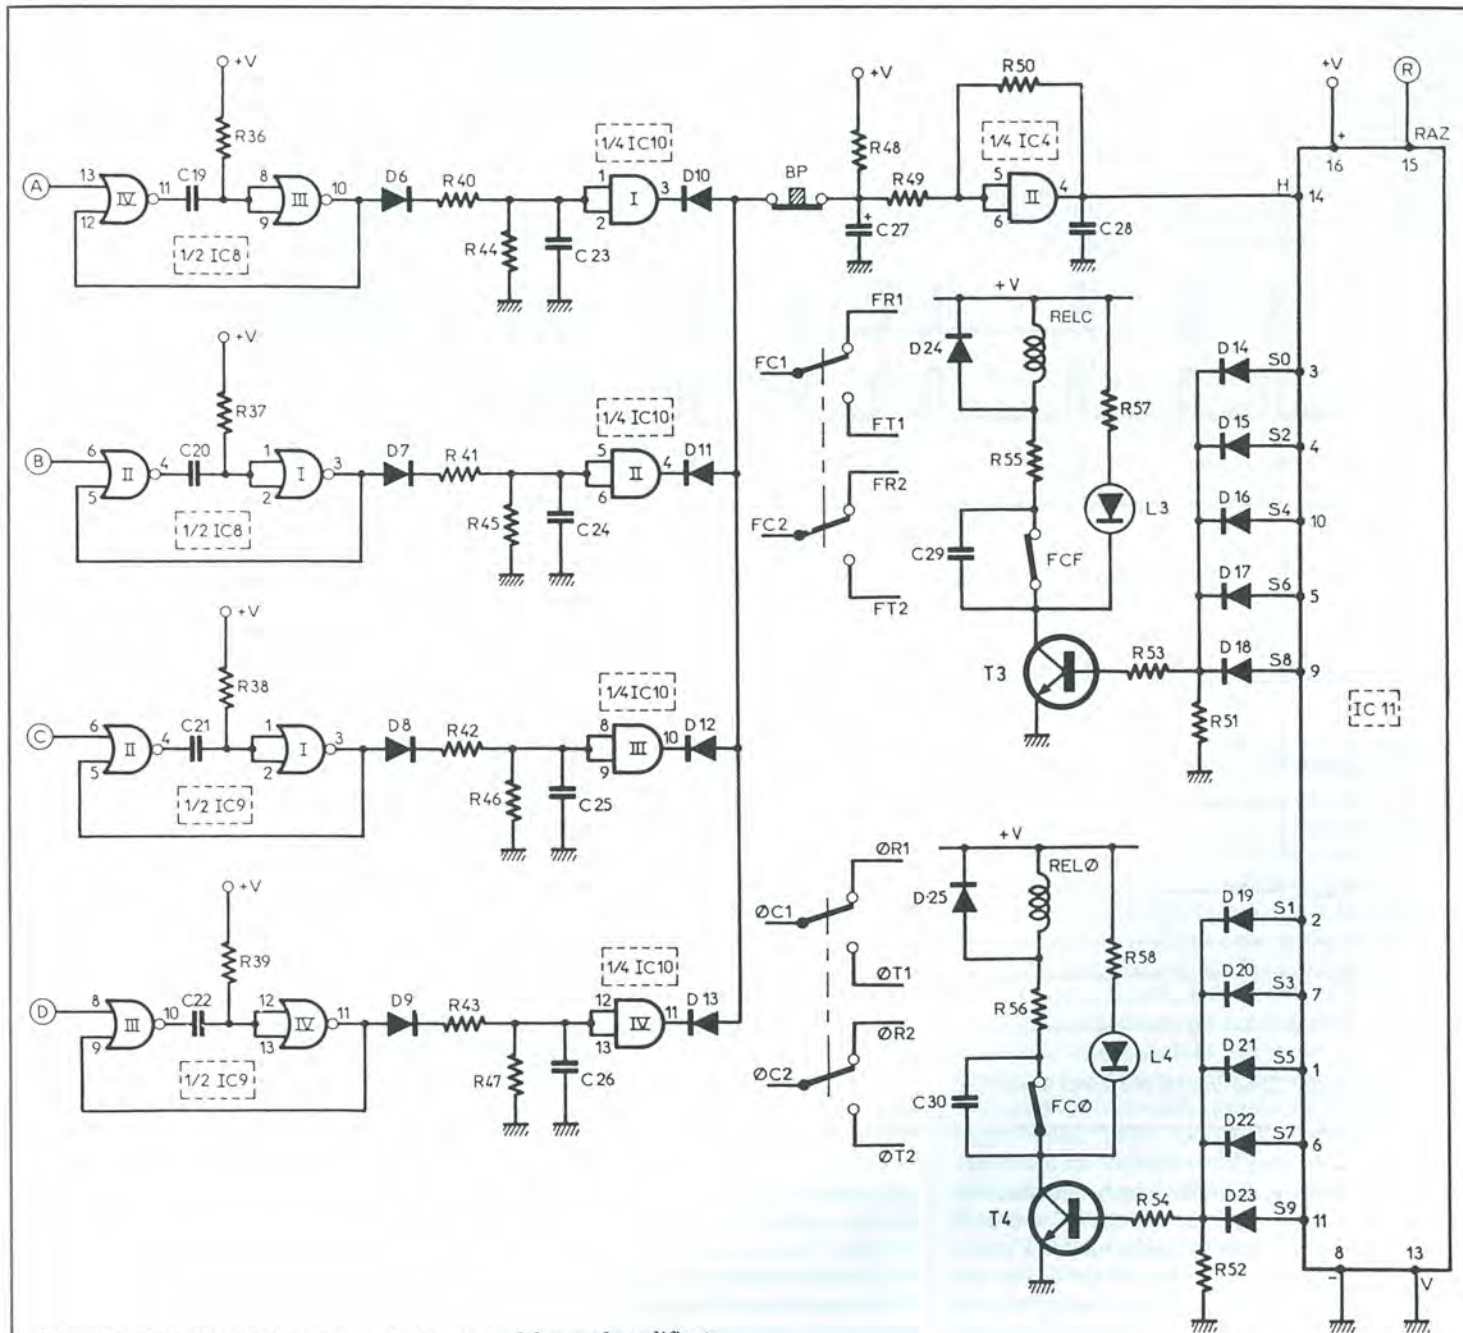 +V
R36
A
13
12
IV
11
C19
8
9
III
10
1/2 IC8
D6
R40
R44
C23
1/4 IC10
1
2
I
3
D10
BP
+V
R48
R49
C27
+
R50
1/4 IC4
5
6
II
4
C28
H
14
+V
+
16
R
RAZ
15
+V
R37
B
6
5
II
4
C20
1
2
I
3
1/2 IC8
D7
R41
R45
C24
1/4 IC10
5
6
II
4
D11
FR1
FC1
FT1
FR2
FC2
FT2
+V
RELC
D24
R57
R55
L3
C29
FCF
T3
R53
R51
D14
S0
3
D15
S2
4
D16
S4
10
D17
S6
5
D18
S8
9
IC 11
+V
R38
C
6
5
II
4
C21
1
2
I
3
1/2 IC9
D8
R42
R46
C25
1/4 IC10
8
9
III
10
D12
+V
R39
D
8
9
III
10
C22
12
13
IV
11
1/2 IC9
D9
R43
R47
C26
1/4 IC10
12
13
IV
11
D13
ØR1
ØC1
ØT1
ØR2
ØC2
ØT2
+V
RELØ
D25
R58
R56
L4
C30
FCØ
T4
R54
R52
D19
S1
2
D20
S3
7
D21
S5
1
D22
S7
6
D23
S9
11
8
-
13
V